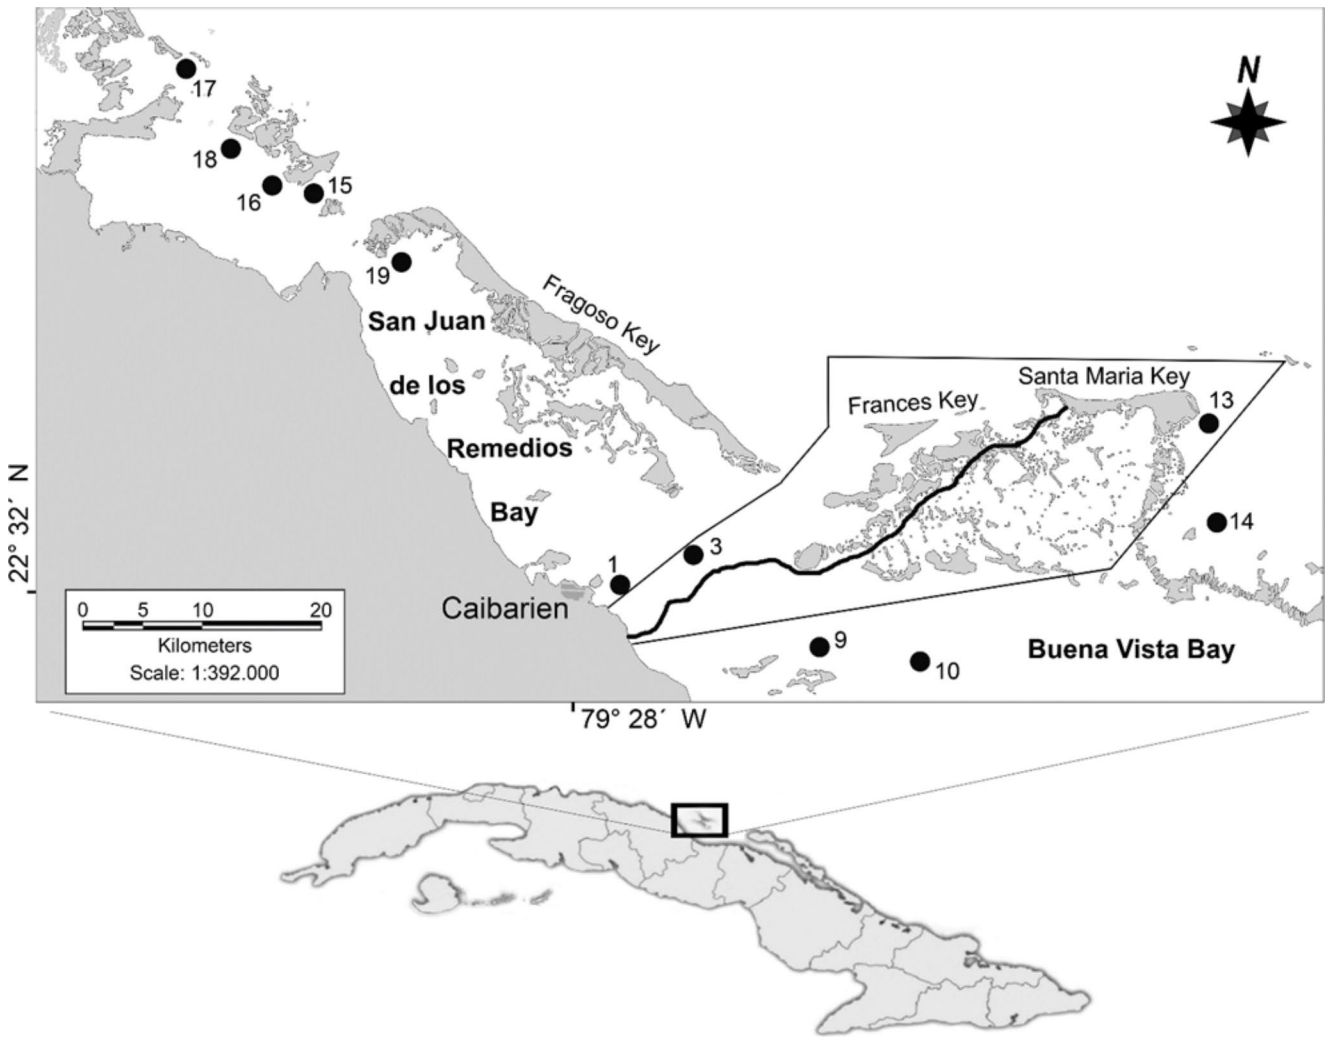 N
17
18
16
15
19
San Juan
de los
Remedios
Bay
Fragoso Key
Santa Maria Key
Frances Key
13
14
3
1
Caibarien
9
10
Buena Vista Bay
22° 32´ N
0 5 10 20
Kilometers
Scale: 1:392.000
79° 28´ W